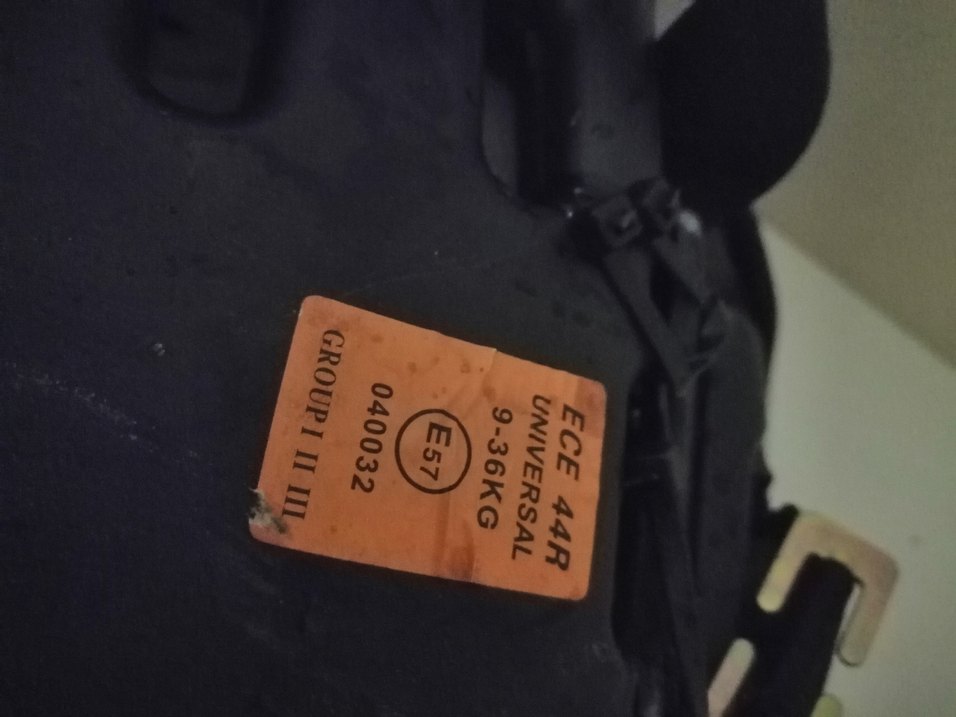 ECE 44R
UNIVERSAL
9-36KG
E57
040032
GROUP I II III